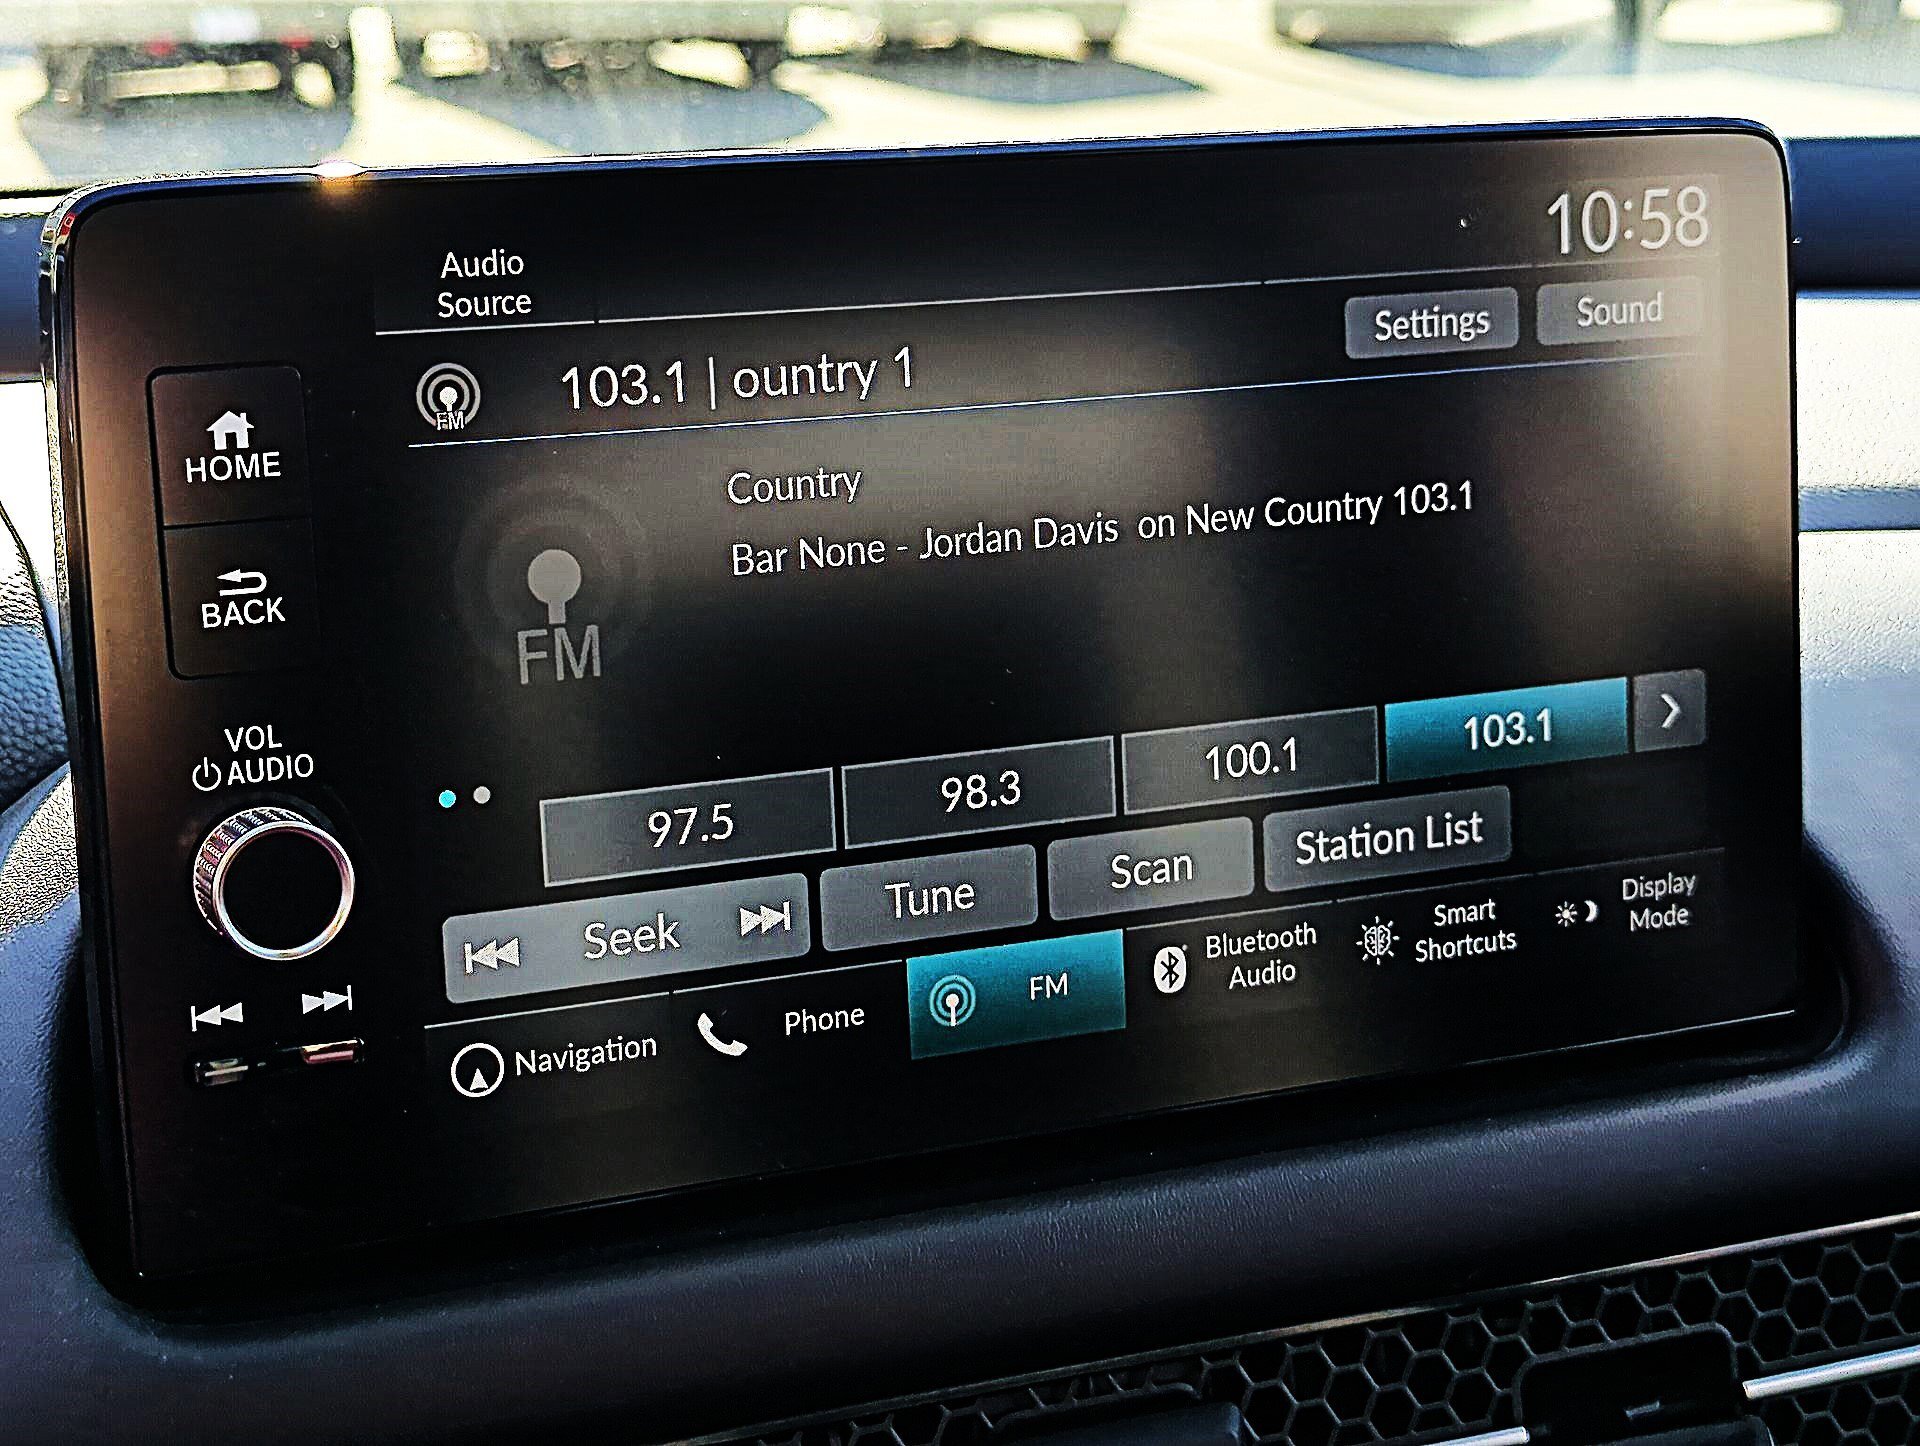 10:58
Audio
Source
Settings
Sound
FM
103.1 | ountry 1
HOME
Country
Bar None - Jordan Davis on New Country 103.1
BACK
FM
VOL
AUDIO
97.5
98.3
100.1
103.1
Seek
Tune
Scan
Station List
Navigation
Phone
FM
Bluetooth
Audio
Smart
Shortcuts
Display
Mode